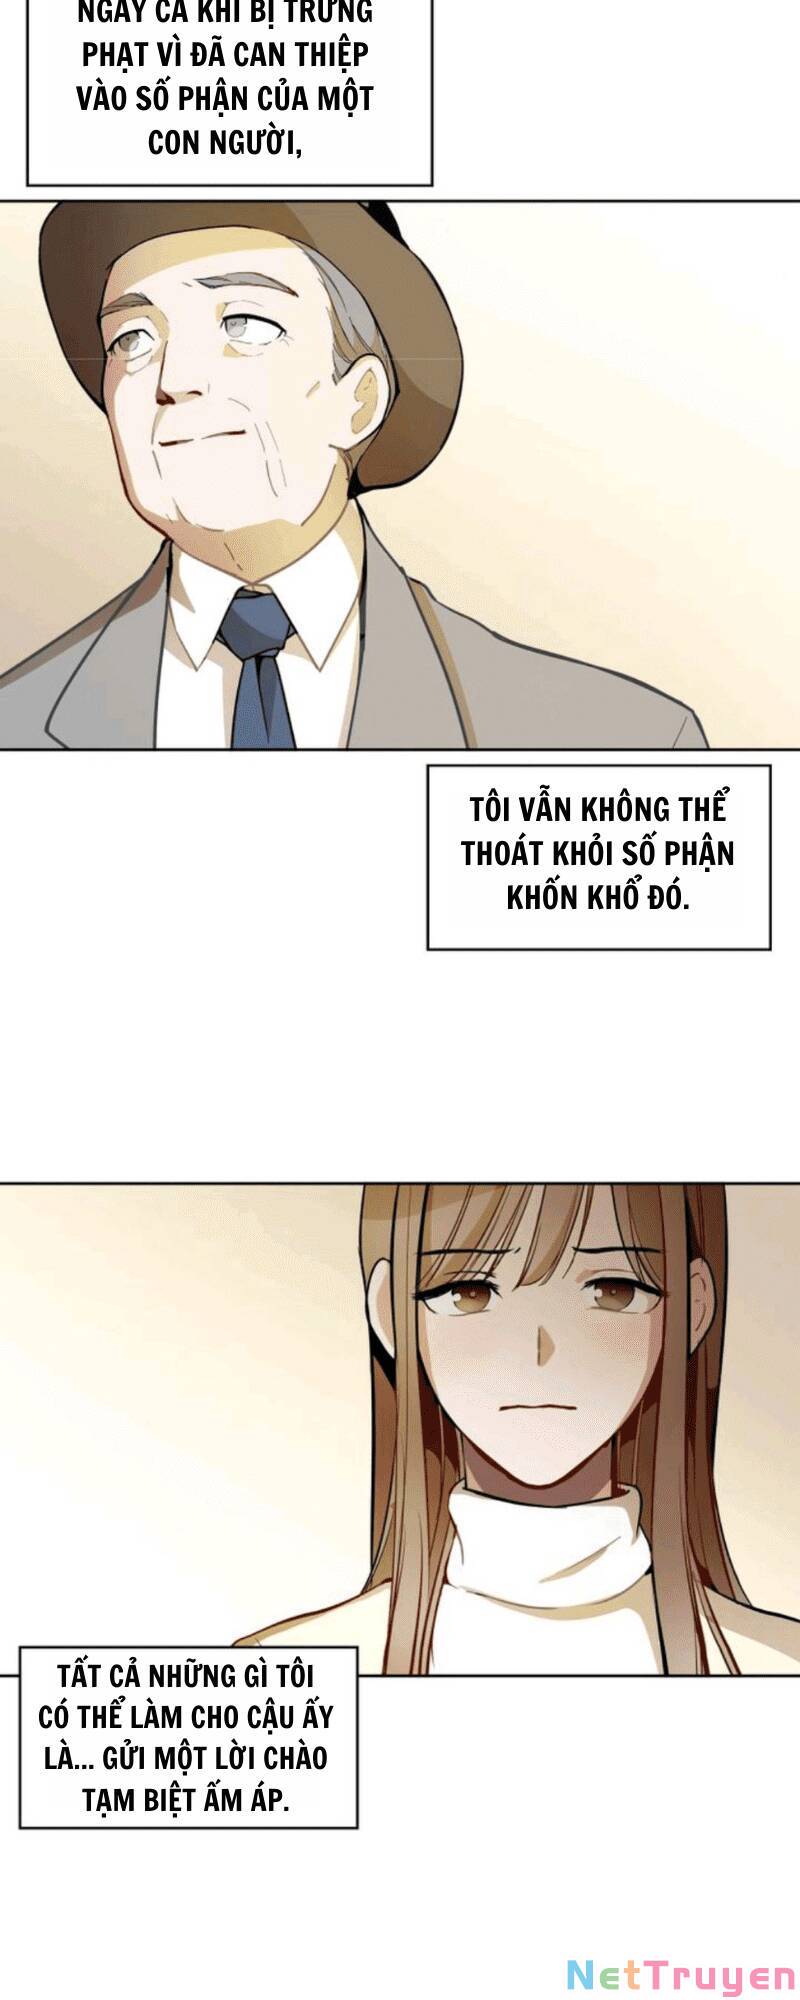 NGAY CẢ KHI BỊ TRỪNG
PHẠT VÌ ĐÃ CAN THIỆP
VÀO SỐ PHẬN CỦA MỘT
CON NGƯỜI,
TÔI VẪN KHÔNG THỂ
THOÁT KHỎI SỐ PHẬN
KHỐN KHỔ ĐÓ.
TẤT CẢ NHỮNG GÌ TÔI
CÓ THỂ LÀM CHO CẬU ẤY
LÀ... GỬI MỘT LỜI CHÀO
TẠM BIỆT ẤM ÁP.
NetTruyen